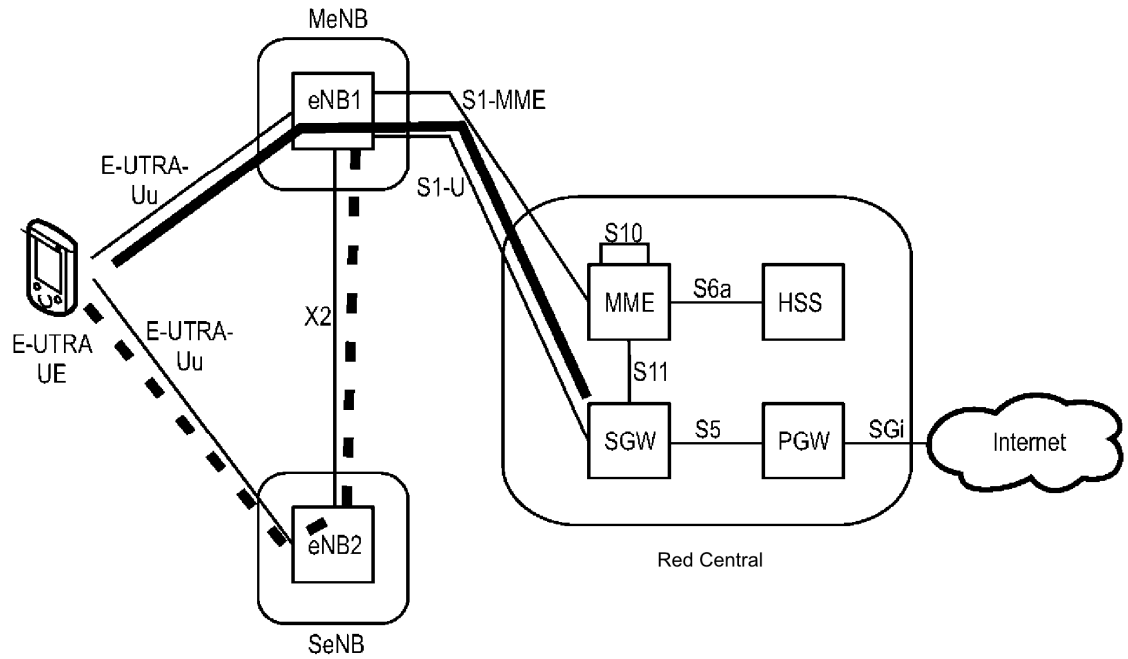 MeNB
eNB1
S1-MME
E-UTRA-
Uu
S1-U
S10
MME
S6a
HSS
X2
E-UTRA-
Uu
E-UTRA
UE
S11
SGW
S5
PGW
SGi
Internet
eNB2
Red Central
SeNB